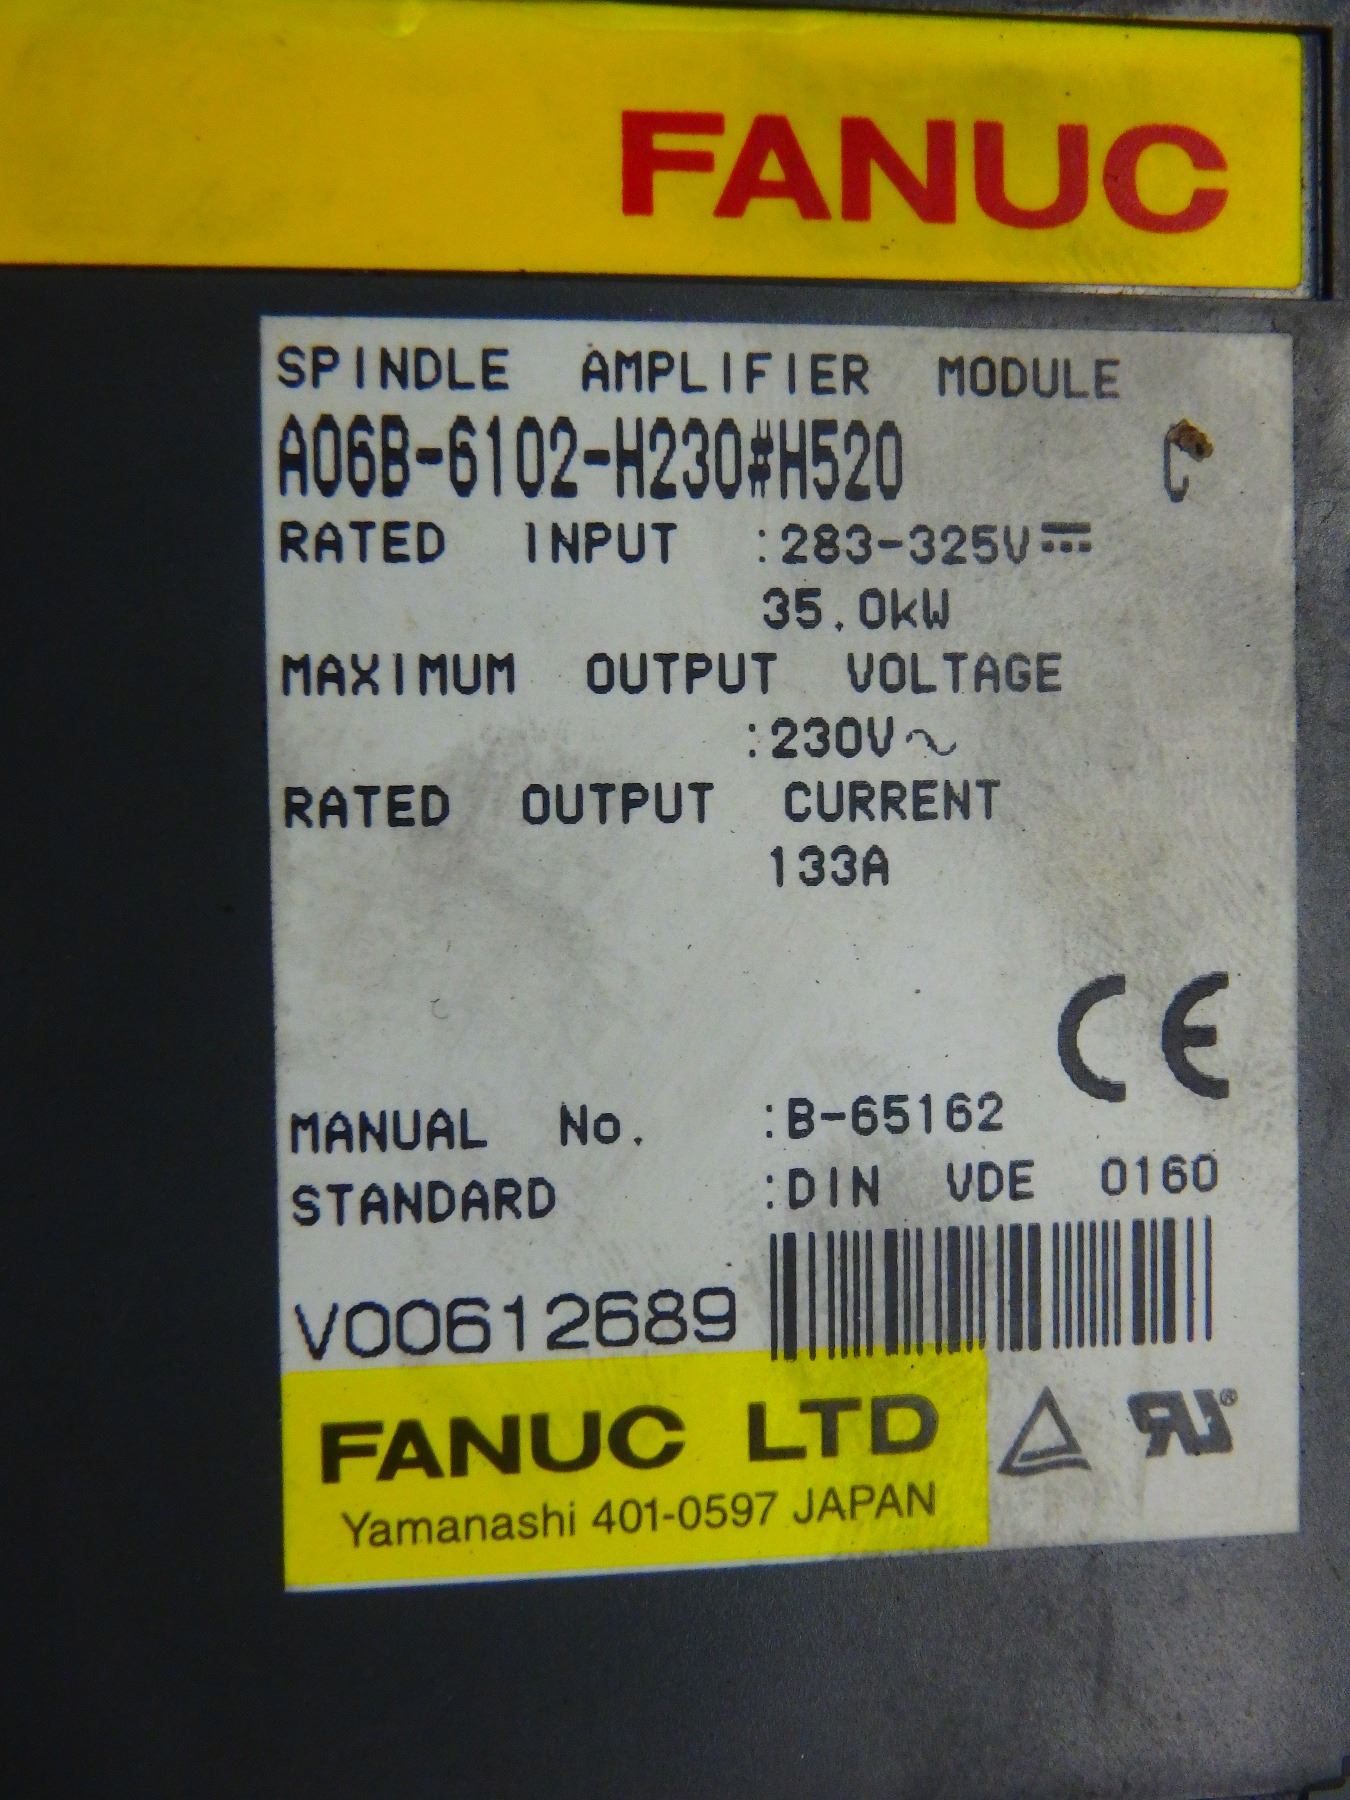 FANUC
SPINDLE AMPLIFIER MODULE
A06B-6102-H230#H520 C
RATED INPUT :283-325V⎓
35.0kW
MAXIMUM OUTPUT VOLTAGE
:230V~
RATED OUTPUT CURRENT
133A
CE
MANUAL No. :B-65162
STANDARD :DIN VDE 0160
V00612689
FANUC LTD
Yamanashi 401-0597 JAPAN
RU®